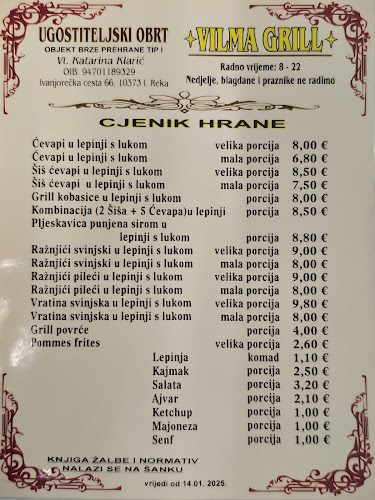 UGOSTITELJSKI OBRT
OBJEKT BRZE PREHRANE TIP I
Vl. Katarina Klarić
OIB: 94701189329
Ivanjorečka cesta 66, 10373 I. Reka
VILMA GRILL
Radno vrijeme: 8 - 22
Nedjelje, blagdane i praznike ne radimo
CJENIK HRANE
Ćevapi u lepinji s lukom velika porcija 8,00 €
Ćevapi u lepinji s lukom mala porcija 6,80 €
Šiš ćevapi u lepinji s lukom velika porcija 8,50 €
Šiš ćevapi u lepinji s lukom mala porcija 7,50 €
Grill kobasice u lepinji s lukom porcija 8,00 €
Kombinacija (2 Šiša + 5 Ćevapa)u lepinji porcija 8,50 €
Pljeskavica punjena sirom u
lepinji s lukom porcija 8,80 €
Ražnjići svinjski u lepinji s lukom velika porcija 9,00 €
Ražnjići svinjski u lepinji s lukom mala porcija 8,00 €
Ražnjići pileći u lepinji s lukom velika porcija 9,00 €
Ražnjići pileći u lepinji s lukom mala porcija 8,00 €
Vratina svinjska u lepinji s lukom velika porcija 9,80 €
Vratina svinjska u lepinji s lukom mala porcija 8,00 €
Grill povrće porcija 4,00 €
Pommes frites velika porcija 2,60 €
Lepinja komad 1,10 €
Kajmak porcija 2,50 €
Salata porcija 3,20 €
Ajvar porcija 2,10 €
Ketchup porcija 1,00 €
Majoneza porcija 1,00 €
Senf porcija 1,00 €
KNJIGA ŽALBE I NORMATIV
NALAZI SE NA ŠANKU
vrijedi od 14.01. 2025.